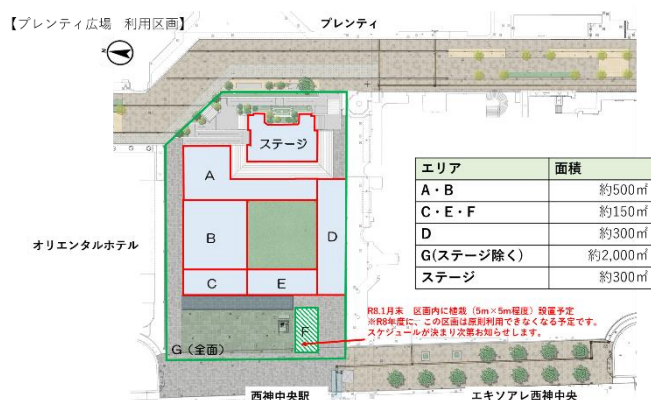 【プレンティ広場 利用区画】
プレンティ
N
ステージ
A
B
C
D
E
F
G（全面）
オリエンタルホテル
エリア 面積
A・B 約500㎡
C・E・F 約150㎡
D 約300㎡
G(ステージ除く) 約2,000㎡
ステージ 約300㎡
R8.1月末 区画内に植栽（5m×5m程度）設置予定
※R8年度に、この区画は原則利用できなくなる予定です。
スケジュールが決まり次第お知らせします。
西神中央駅
エキソアレ西神中央